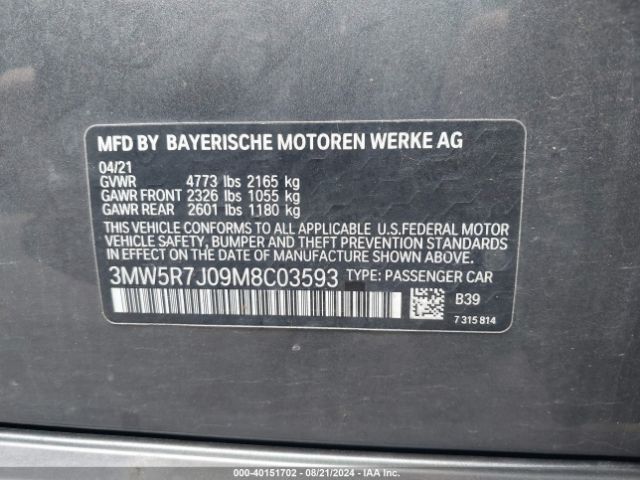 MFD BY BAYERISCHE MOTOREN WERKE AG
04/21
GVWR 4773 lbs 2165 kg
GAWR FRONT 2326 lbs 1055 kg
GAWR REAR 2601 lbs 1180 kg
THIS VEHICLE CONFORMS TO ALL APPLICABLE U.S.FEDERAL MOTOR
VEHICLE SAFETY, BUMPER AND THEFT PREVENTION STANDARDS
IN EFFECT ON THE DATE OF MANUFACTURE SHOWN ABOVE.
3MW5R7J09M8C03593 TYPE: PASSENGER CAR
B39
7 315 814
000-40151702 - 08/21/2024 - IAA Inc.